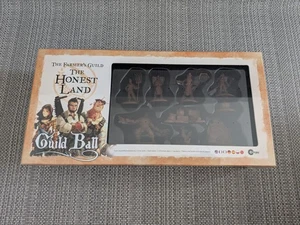 The Farmer's Guild
The
Honest
Land
Guild Ball